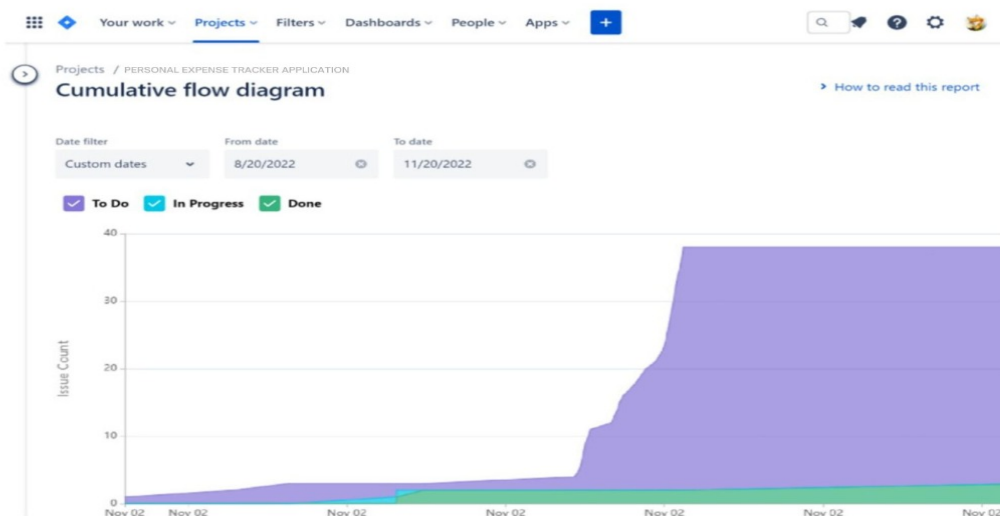 Your work Projects Filters Dashboards People Apps +
Projects / PERSONAL EXPENSE TRACKER APPLICATION
Cumulative flow diagram
How to read this report
Date filter From date To date
Custom dates 8/20/2022 11/20/2022
To Do In Progress Done
40
30
20
10
0
Issue Count
Nov 02 Nov 02 Nov 02 Nov 02 Nov 02 Nov 02 Nov 02